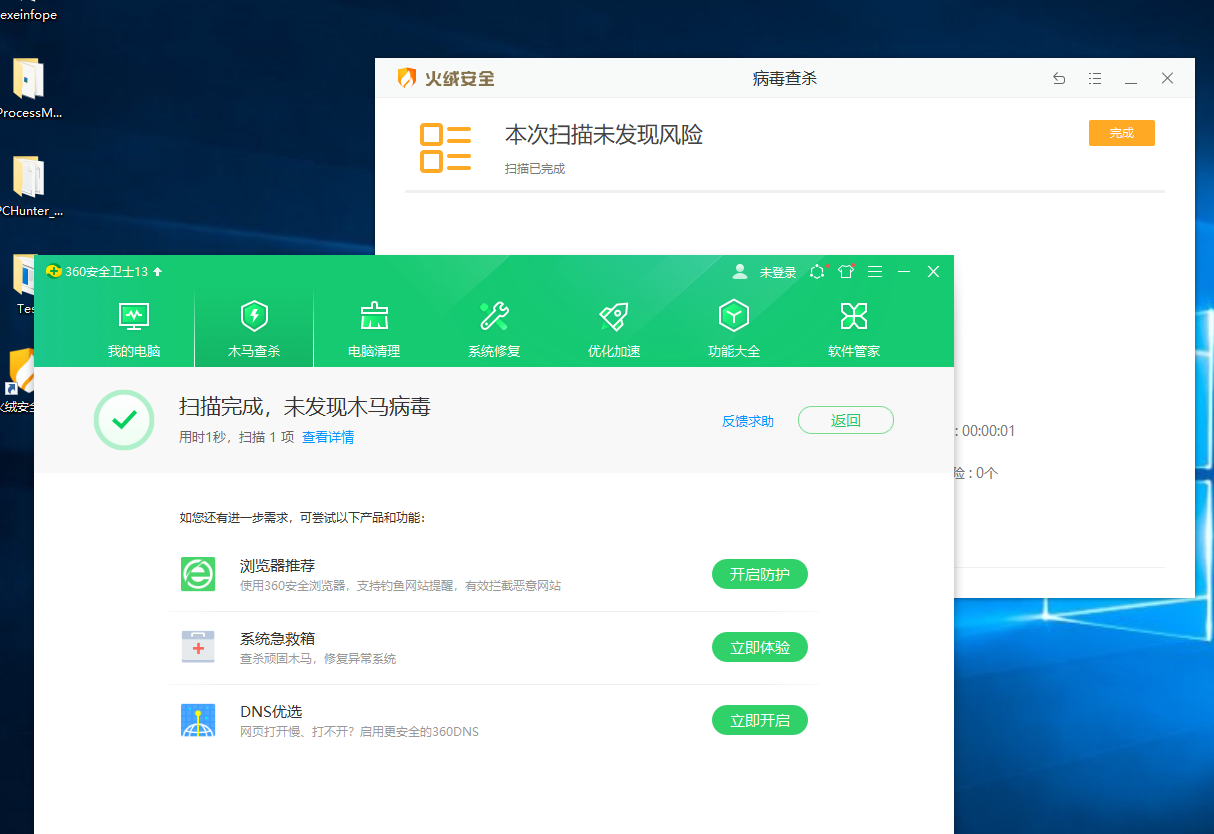 exeinfope
ProcessM...
PCHunter_...
火绒安全
病毒查杀
本次扫描未发现风险
扫描已完成
完成
: 00:00:01
险 : 0个
360安全卫士13
未登录
我的电脑
木马查杀
电脑清理
系统修复
优化加速
功能大全
软件管家
扫描完成，未发现木马病毒
用时1秒，扫描 1 项 查看详情
反馈求助
返回
如您还有进一步需求，可尝试以下产品和功能：
浏览器推荐
使用360安全浏览器，支持钓鱼网站提醒，有效拦截恶意网站
开启防护
系统急救箱
查杀顽固木马，修复异常系统
立即体验
DNS优选
网页打开慢、打不开？启用更安全的360DNS
立即开启
Tes
火绒安全